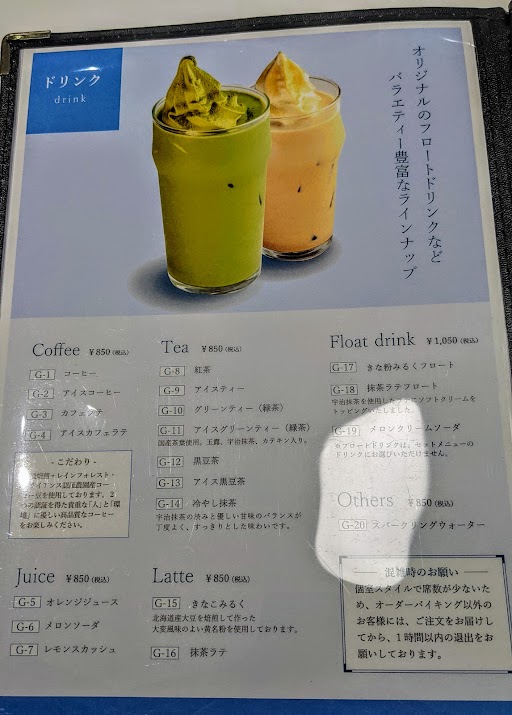 ドリンク
drink
オリジナルのフロートドリンクなど
バラエティー豊富なラインナップ
Coffee ￥850(税込)
G-1 コーヒー
G-2 アイスコーヒー
G-3 カフェラテ
G-4 アイスカフェラテ
- こだわり -
レインフォレスト・
アライアンス認証農園産コー
ヒー豆を使用しております。2
つの認証を得た貴重な「人」と「環
境」に優しい高品質なコーヒー
をお楽しみください。
Juice ￥850(税込)
G-5 オレンジジュース
G-6 メロンソーダ
G-7 レモンスカッシュ
Tea ￥850(税込)
G-8 紅茶
G-9 アイスティー
G-10 グリーンティー（緑茶）
G-11 アイスグリーンティー（緑茶）
国産茶葉使用。玉露、宇治抹茶、カテキン入り。
G-12 黒豆茶
G-13 アイス黒豆茶
G-14 冷やし抹茶
宇治抹茶の渋みと優しい甘味のバランスが
丁度よく、すっきりとした味わいです。
Latte ￥850(税込)
G-15 きなこみるく
北海道産大豆を焙煎して作った
大変風味のよい黄名粉を使用しております。
G-16 抹茶ラテ
Float drink ￥1,050(税込)
G-17 きな粉みるくフロート
G-18 抹茶ラテフロート
宇治抹茶を使用したラテにソフトクリームを
トッピングいたしました。
G-19 メロンクリームソーダ
※フロートドリンクは、セットメニューの
ドリンクにお選びいただけません。
Others ￥850(税込)
G-20 スパークリングウォーター
混雑時のお願い
個室スタイルで席数が少ないた
め、オーダーバイキング以外の
お客様には、ご注文をお届けし
てから、1時間以内の退出をお
願いしております。